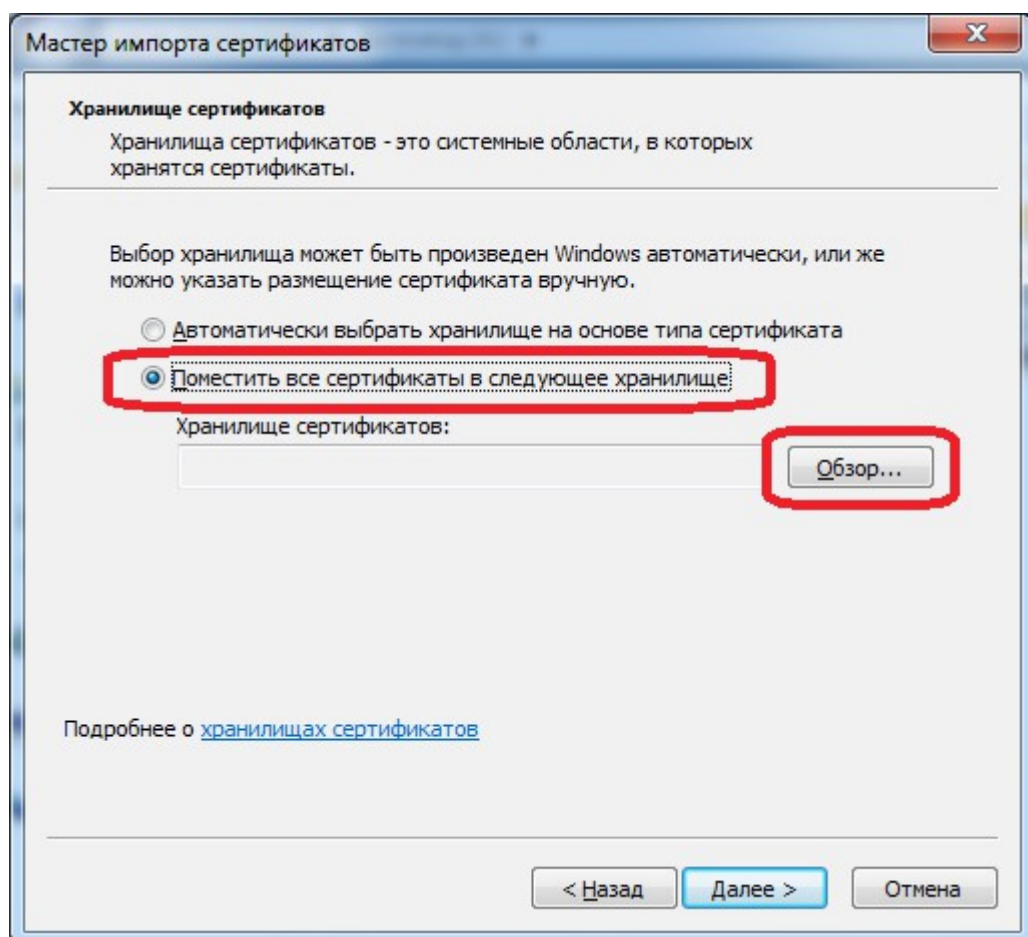 Мастер импорта сертификатов
Хранилище сертификатов
Хранилища сертификатов - это системные области, в которых
хранятся сертификаты.
Выбор хранилища может быть произведен Windows автоматически, или же
можно указать размещение сертификата вручную.
Автоматически выбрать хранилище на основе типа сертификата
Поместить все сертификаты в следующее хранилище
Хранилище сертификатов:
Обзор...
Подробнее о хранилищах сертификатов
< Назад Далее > Отмена